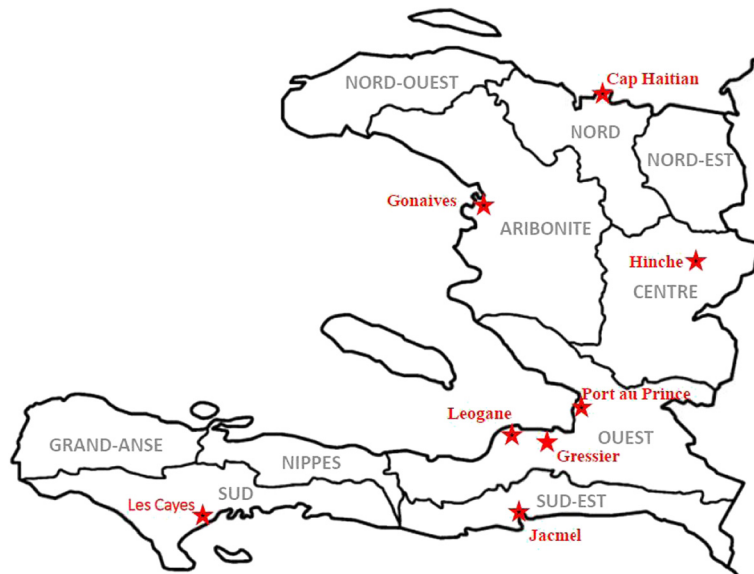 Cap Haitian
NORD-OUEST
NORD
NORD-EST
Gonaives
ARIBONITE
Hinche
CENTRE
Port au Prince
Leogane
OUEST
GRAND-ANSE
Gressier
NIPPES
SUD
Les Cayes
SUD-EST
Jacmel